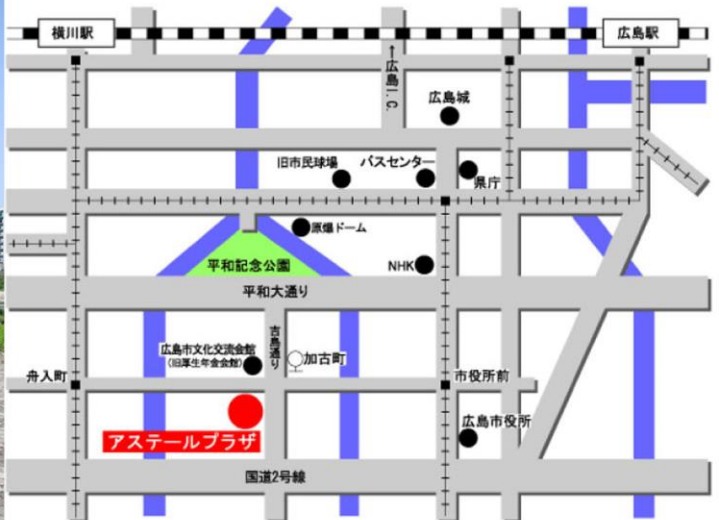 横川駅
広島駅
←広島I.C.
広島城
旧市民球場
バスセンター
県庁
原爆ドーム
平和記念公園
NHK
平和大通り
吉島通り
広島市文化交流会館
（旧厚生年金会館）
加古町
舟入町
市役所前
広島市役所
アステールプラザ
国道2号線